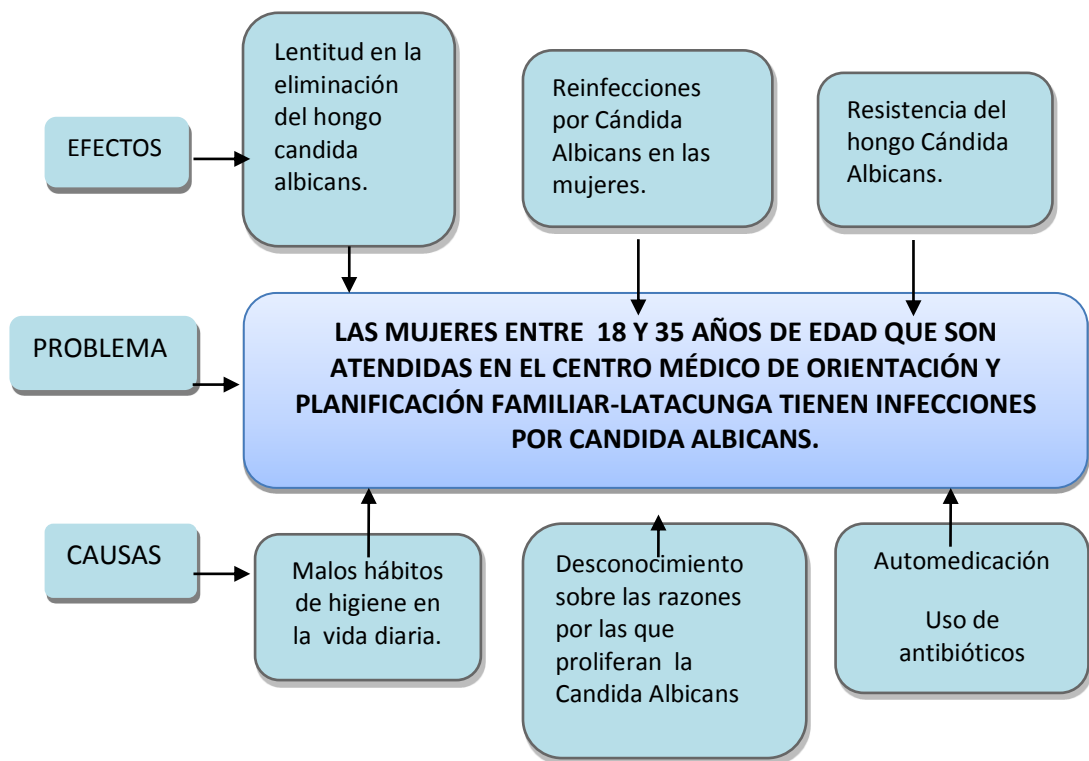 Lentitud en la
eliminación
del hongo
candida
albicans.
Reinfecciones
por Cándida
Albicans en las
mujeres.
Resistencia del
hongo Cándida
Albicans.
EFECTOS
PROBLEMA
LAS MUJERES ENTRE 18 Y 35 AÑOS DE EDAD QUE SON
ATENDIDAS EN EL CENTRO MÉDICO DE ORIENTACIÓN Y
PLANIFICACIÓN FAMILIAR-LATACUNGA TIENEN INFECCIONES
POR CANDIDA ALBICANS.
CAUSAS
Malos hábitos
de higiene en
la vida diaria.
Desconocimiento
sobre las razones
por las que
proliferan la
Candida Albicans
Automedicación
Uso de
antibióticos